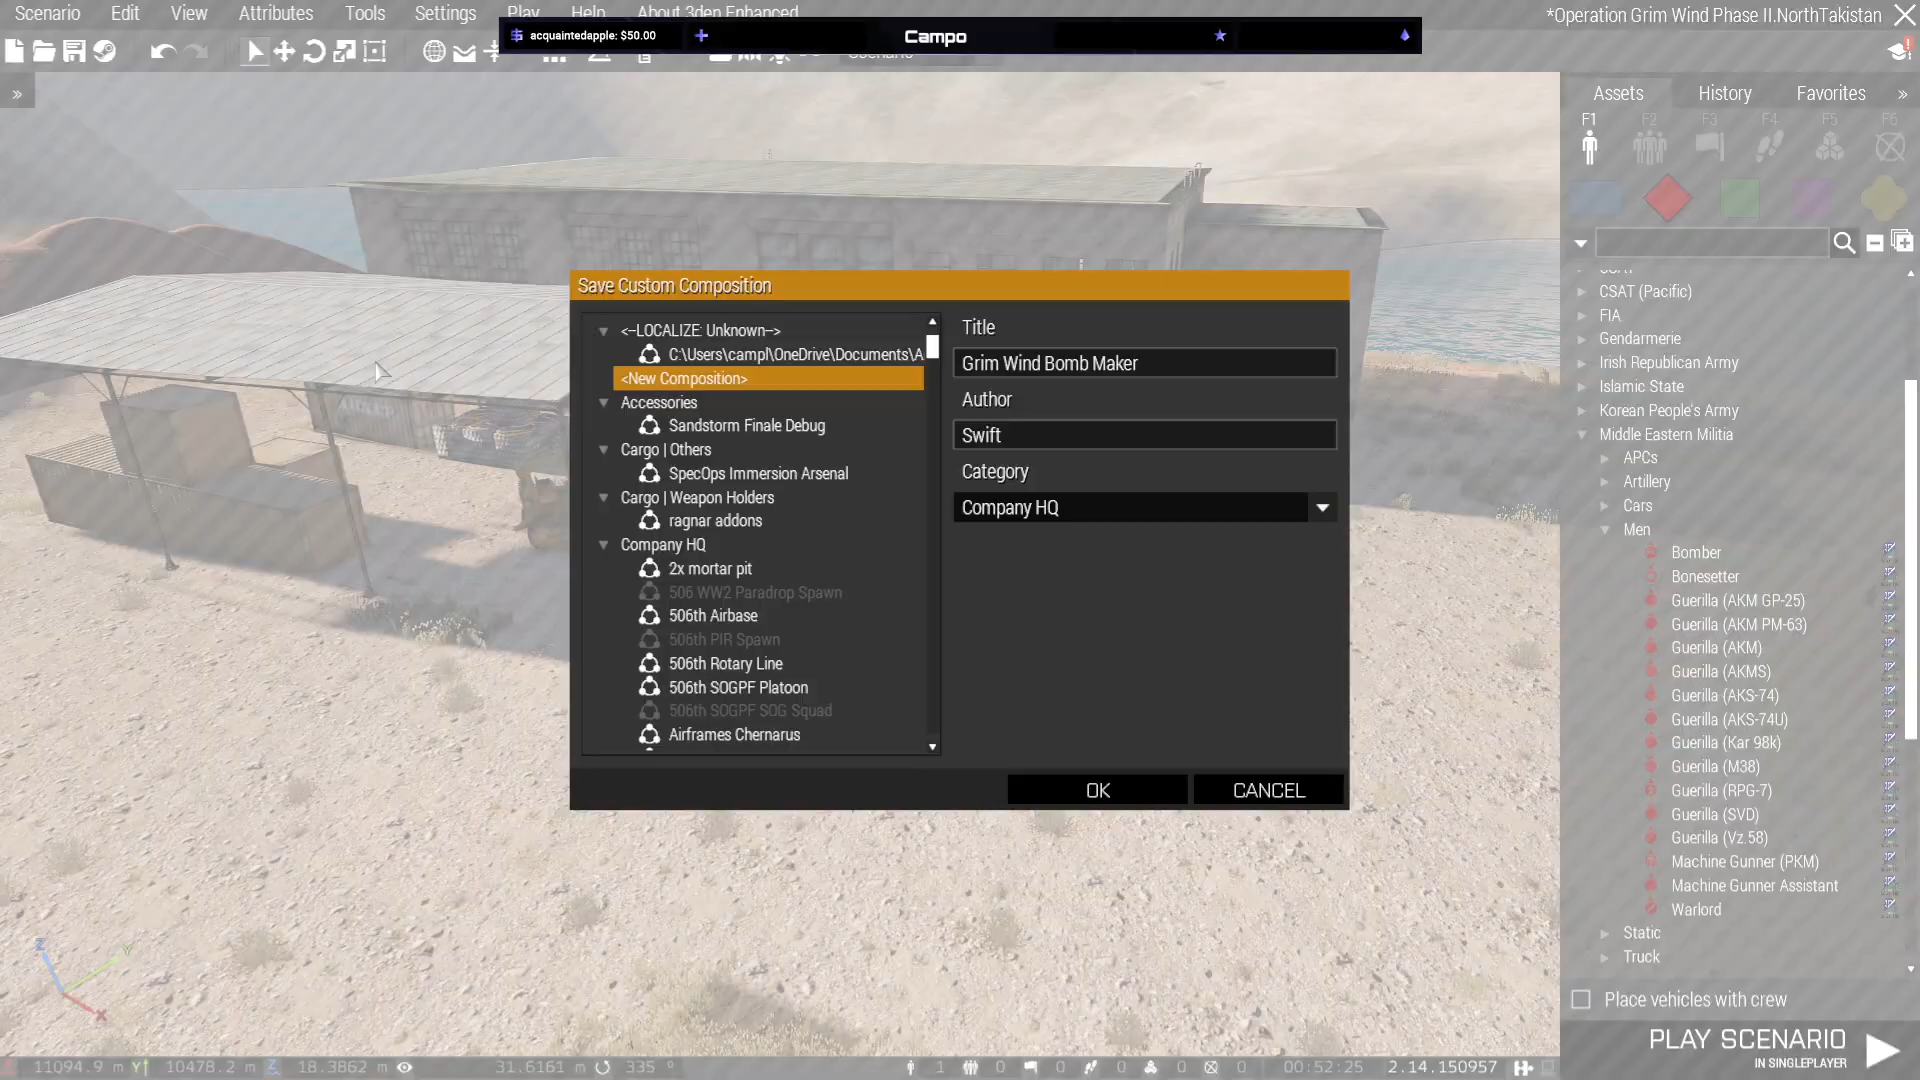 Scenario Edit View Attributes Tools Settings Play Help About 3den Enhanced
*Operation Grim Wind Phase II.NorthTakistan
acquaintedapple: $50.00
Campo
Assets History Favorites
F1 F2 F3 F4 F5 F6
CSAT (Pacific)
FIA
Gendarmerie
Irish Republican Army
Islamic State
Korean People's Army
Middle Eastern Militia
APCs
Artillery
Cars
Men
Bomber
Bonesetter
Guerilla (AKM GP-25)
Guerilla (AKM PM-63)
Guerilla (AKM)
Guerilla (AKMS)
Guerilla (AKS-74)
Guerilla (AKS-74U)
Guerilla (Kar 98k)
Guerilla (M38)
Guerilla (RPG-7)
Guerilla (SVD)
Guerilla (Vz.58)
Machine Gunner (PKM)
Machine Gunner Assistant
Warlord
Static
Truck
Place vehicles with crew
PLAY SCENARIO
IN SINGLEPLAYER
Save Custom Composition
<--LOCALIZE: Unknown-->
C:\Users\campl\OneDrive\Documents\A
<New Composition>
Accessories
Sandstorm Finale Debug
Cargo | Others
SpecOps Immersion Arsenal
Cargo | Weapon Holders
ragnar addons
Company HQ
2x mortar pit
506 WW2 Paradrop Spawn
506th Airbase
506th PIR Spawn
506th Rotary Line
506th SOGPF Platoon
506th SOGPF SOG Squad
Airframes Chernarus
Title
Grim Wind Bomb Maker
Author
Swift
Category
Company HQ
OK CANCEL
Z Y X
X 11094.9 m Y 10478.2 m Z 18.3862 m 31.6161 m 335 ° 1 0 0 0 0 0 00:52:25 2.14.150957